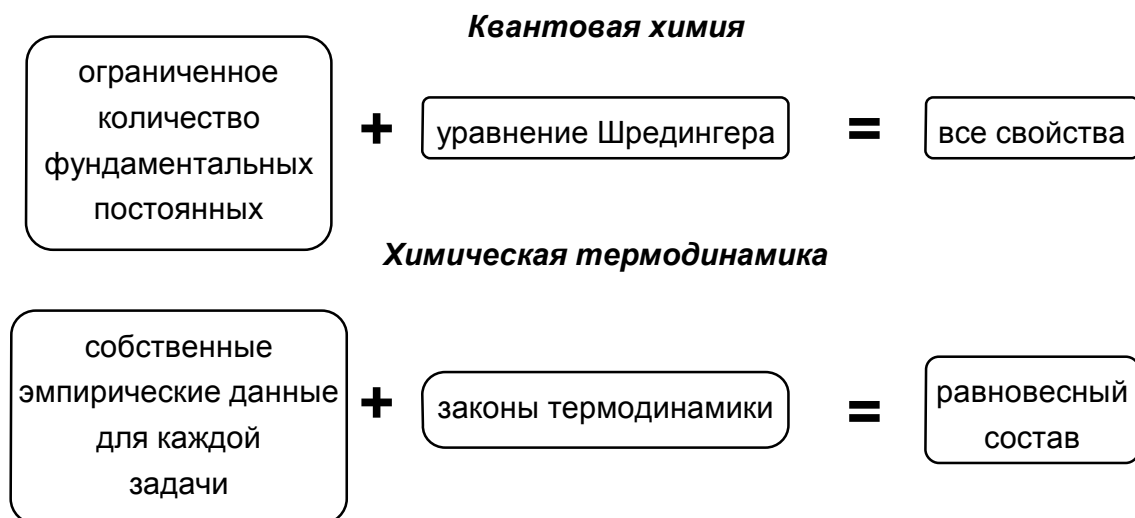 Квантовая химия
ограниченное
количество
фундаментальных
постоянных
+
уравнение Шредингера
=
все свойства
Химическая термодинамика
собственные
эмпирические данные
для каждой
задачи
+
законы термодинамики
=
равновесный
состав